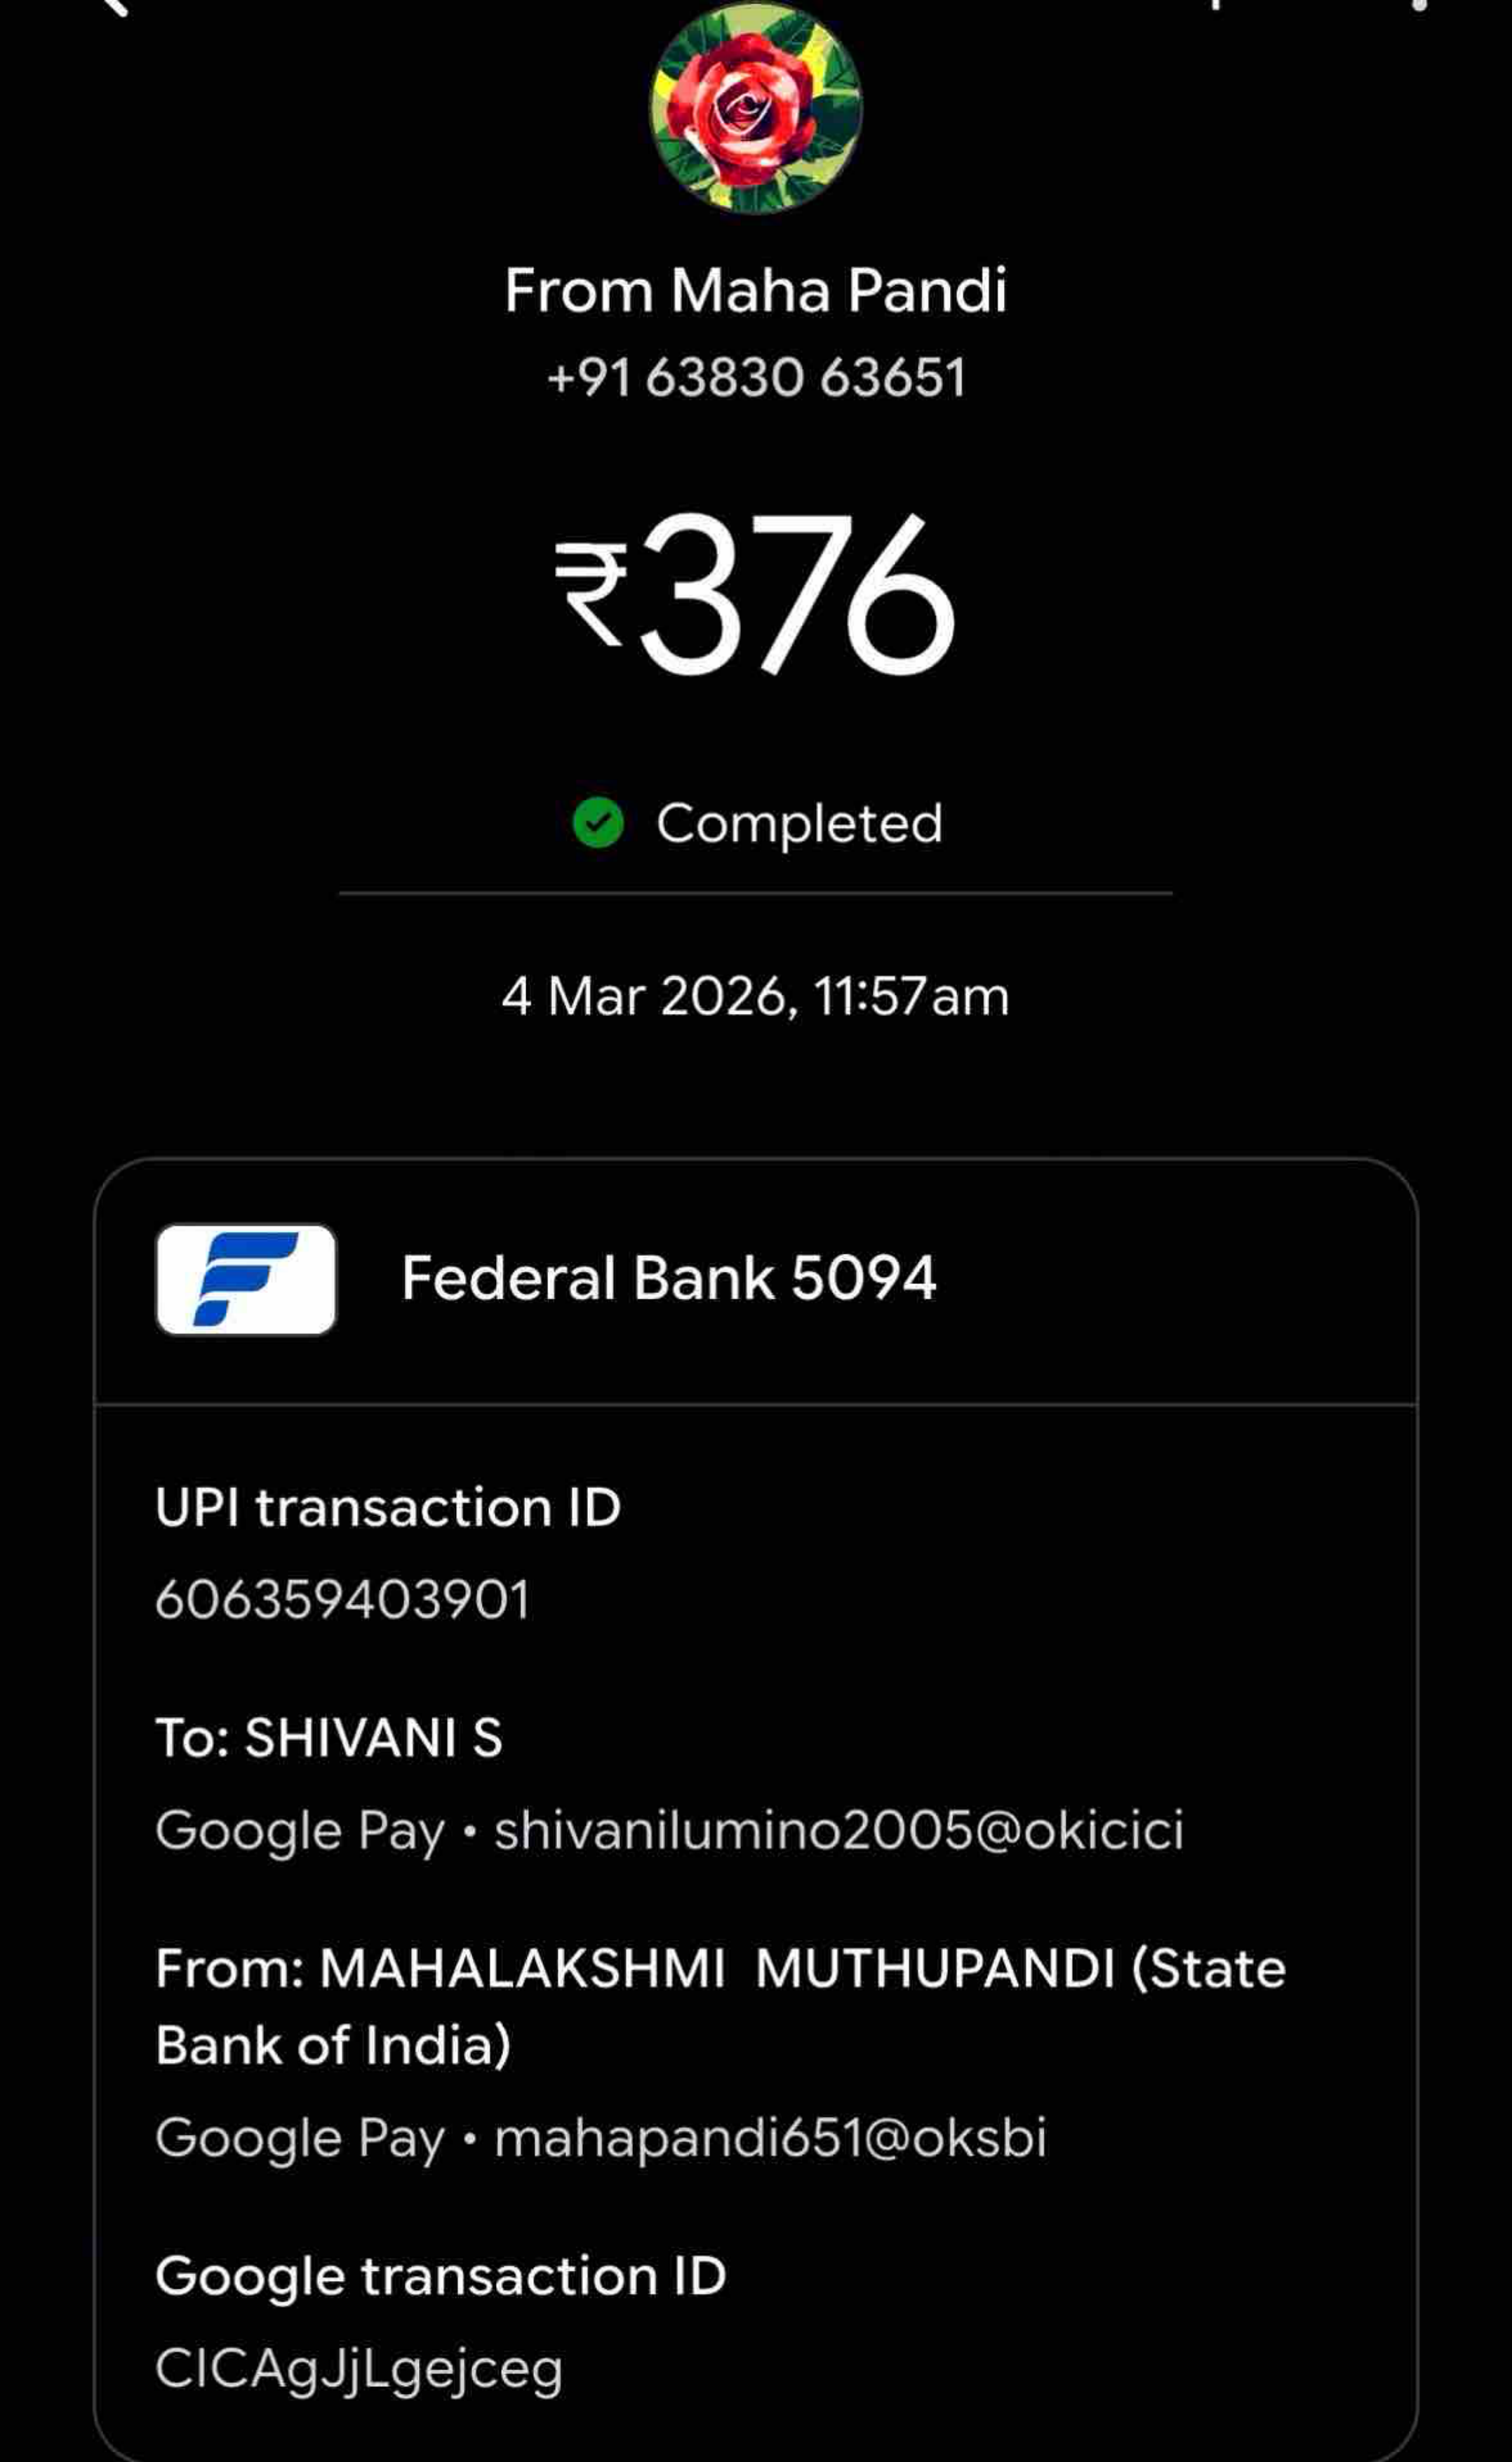 From Maha Pandi
+91 63830 63651
₹376
Completed
4 Mar 2026, 11:57 am
Federal Bank 5094
UPI transaction ID
606359403901
To: SHIVANI S
Google Pay • shivanilumino2005@okicici
From: MAHALAKSHMI  MUTHUPANDI (State
Bank of India)
Google Pay • mahapandi651@oksbi
Google transaction ID
CICAgJjLgejceg